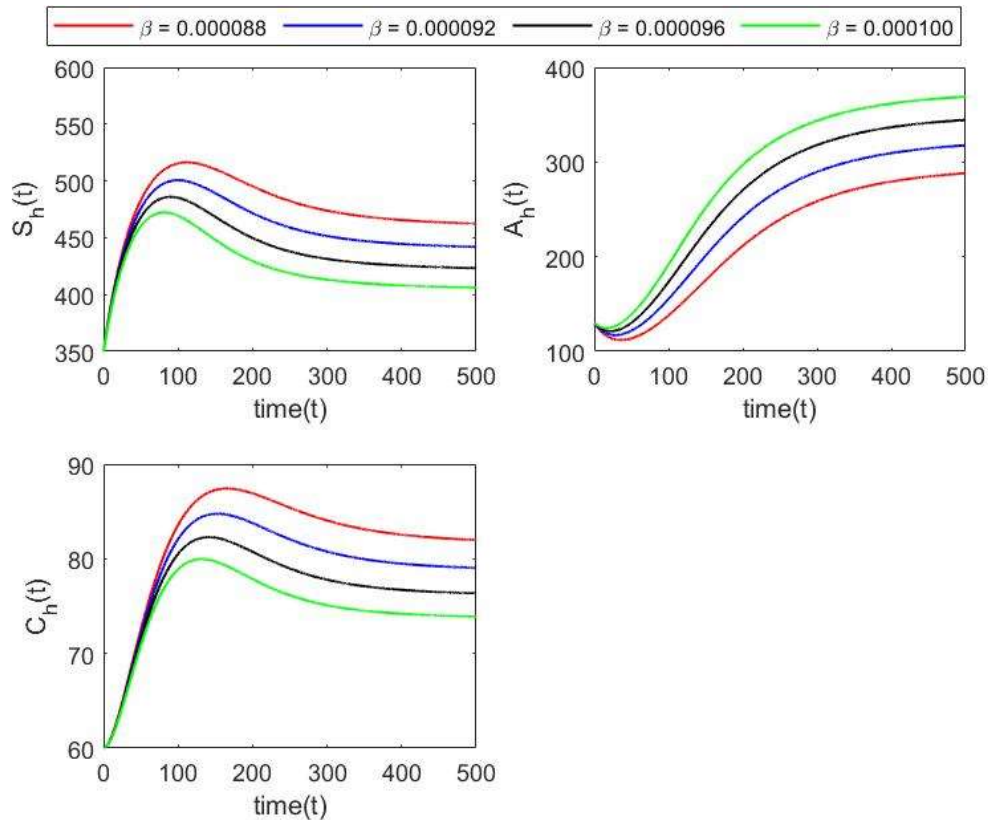 β = 0.000088 β = 0.000092 β = 0.000096 β = 0.000100
600
550
500
450
400
350
S_h(t)
0 100 200 300 400 500
time(t)
400
300
200
100
A_h(t)
0 100 200 300 400 500
time(t)
90
80
70
60
C_h(t)
0 100 200 300 400 500
time(t)